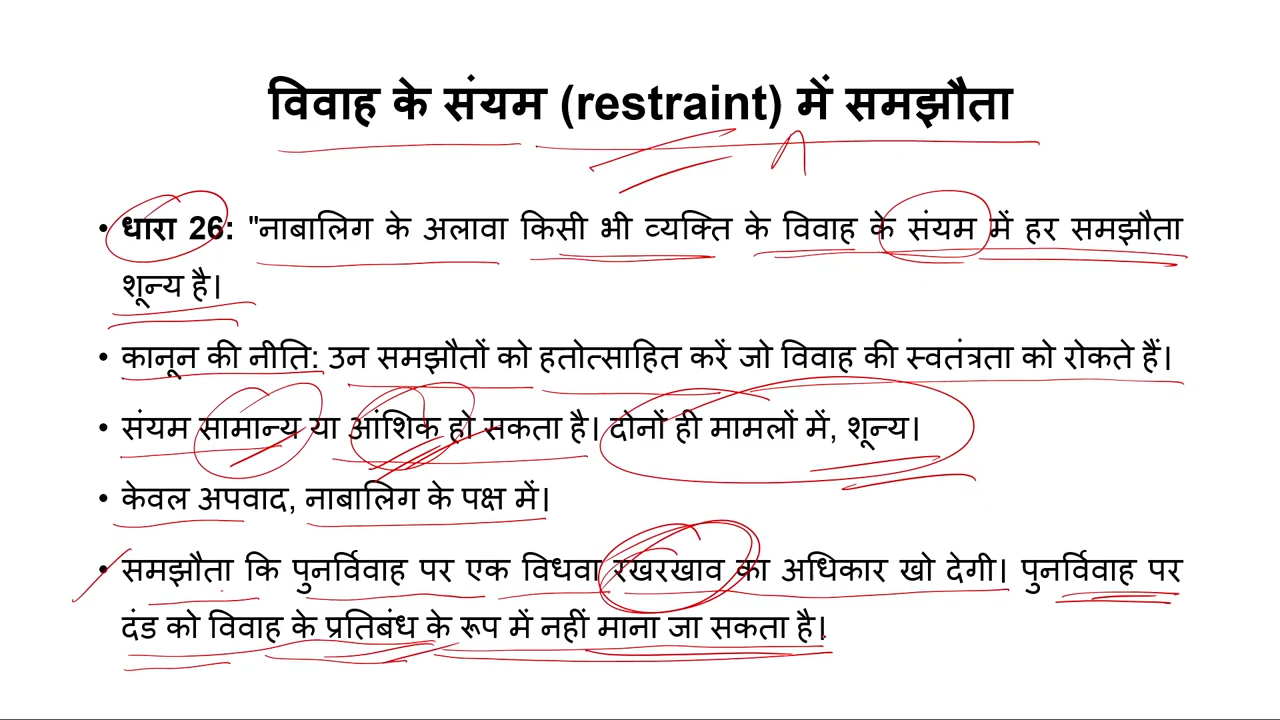 विवाह के संयम (restraint) में समझौता
• धारा 26: "नाबालिग के अलावा किसी भी व्यक्ति के विवाह के संयम में हर समझौता
शून्य है।
• कानून की नीति: उन समझौतों को हतोत्साहित करें जो विवाह की स्वतंत्रता को रोकते हैं।
• संयम सामान्य या आंशिक हो सकता है। दोनों ही मामलों में, शून्य।
• केवल अपवाद, नाबालिग के पक्ष में।
• समझौता कि पुनर्विवाह पर एक विधवा रखरखाव का अधिकार खो देगी। पुनर्विवाह पर
दंड को विवाह के प्रतिबंध के रूप में नहीं माना जा सकता है।